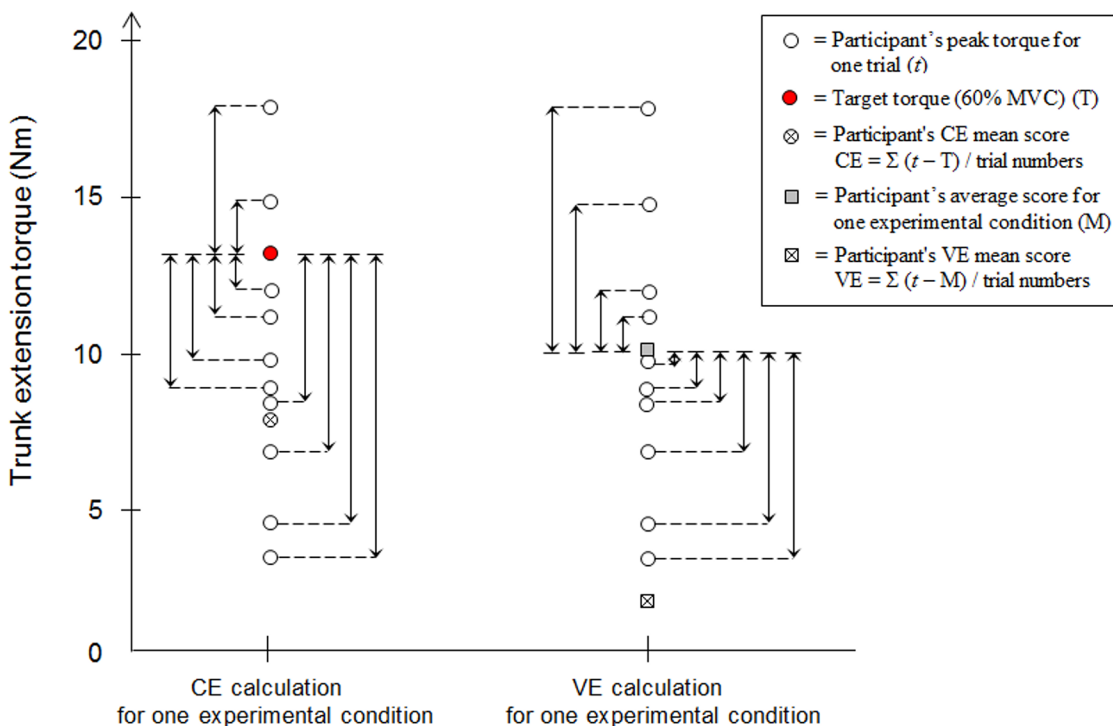 20
15
10
5
0
Trunk extension torque (Nm)
CE calculation
for one experimental condition
VE calculation
for one experimental condition
= Participant's peak torque for
one trial (t)
= Target torque (60% MVC) (T)
= Participant's CE mean score
CE = Σ (t – T) / trial numbers
= Participant's average score for
one experimental condition (M)
= Participant's VE mean score
VE = Σ (t – M) / trial numbers